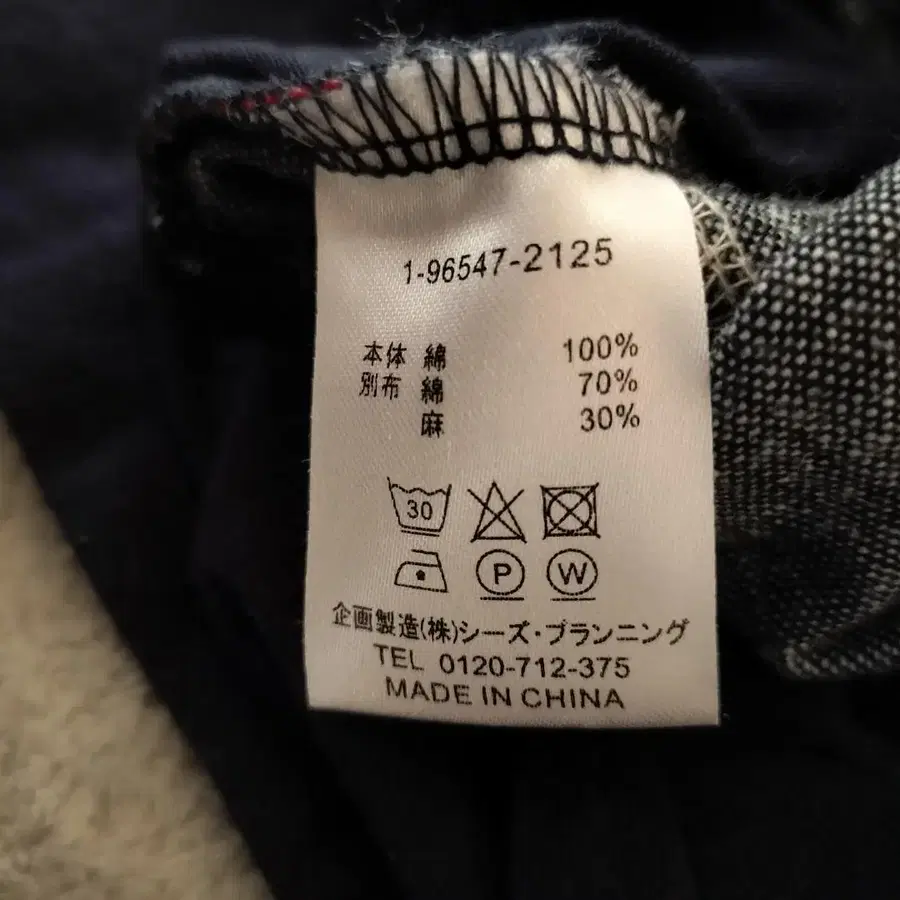 1-96547-2125
本体 綿 100%
別布 綿 70%
麻 30%
30
P W
企画製造(株)シーズ・プランニング
TEL 0120-712-375
MADE IN CHINA